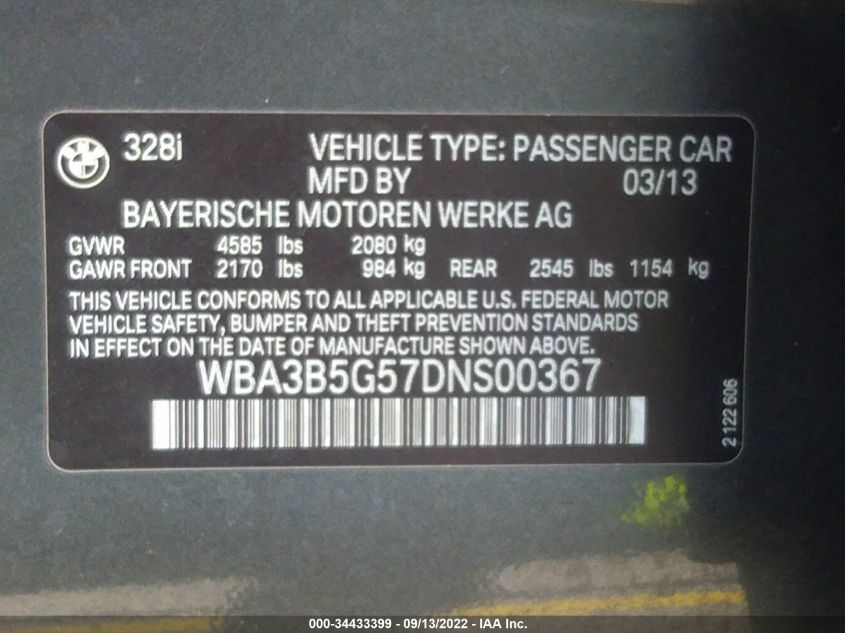 328i VEHICLE TYPE: PASSENGER CAR
MFD BY 03/13
BAYERISCHE MOTOREN WERKE AG
GVWR 4585 lbs 2080 kg
GAWR FRONT 2170 lbs 984 kg REAR 2545 lbs 1154 kg
THIS VEHICLE CONFORMS TO ALL APPLICABLE U.S. FEDERAL MOTOR
VEHICLE SAFETY, BUMPER AND THEFT PREVENTION STANDARDS
IN EFFECT ON THE DATE OF MANUFACTURE SHOWN ABOVE.
WBA3B5G57DNS00367
2 122 606
000-34433399 - 09/13/2022 - IAA Inc.